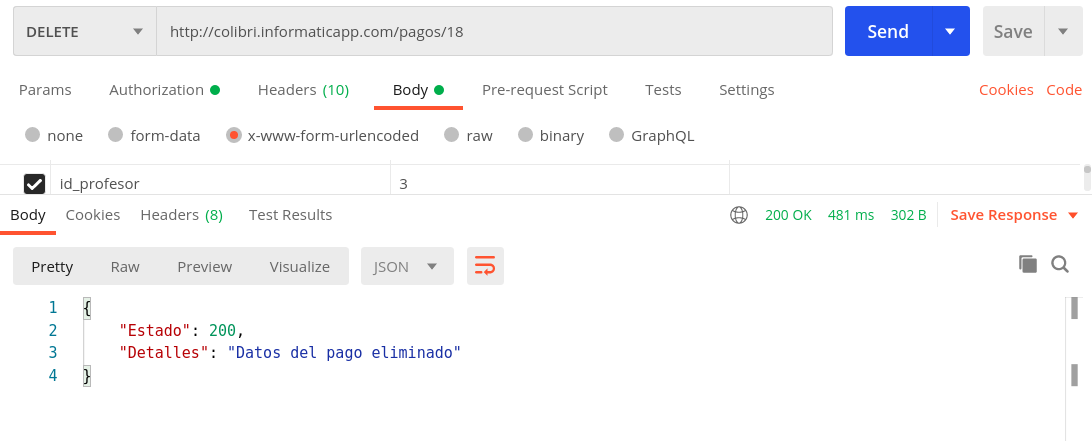 DELETE http://colibri.informaticapp.com/pagos/18 Send Save
Params Authorization Headers (10) Body Pre-request Script Tests Settings Cookies Code
none form-data x-www-form-urlencoded raw binary GraphQL
id_profesor 3
Body Cookies Headers (8) Test Results 200 OK 481 ms 302 B Save Response
Pretty Raw Preview Visualize JSON
1 {
2 "Estado": 200,
3 "Detalles": "Datos del pago eliminado"
4 }